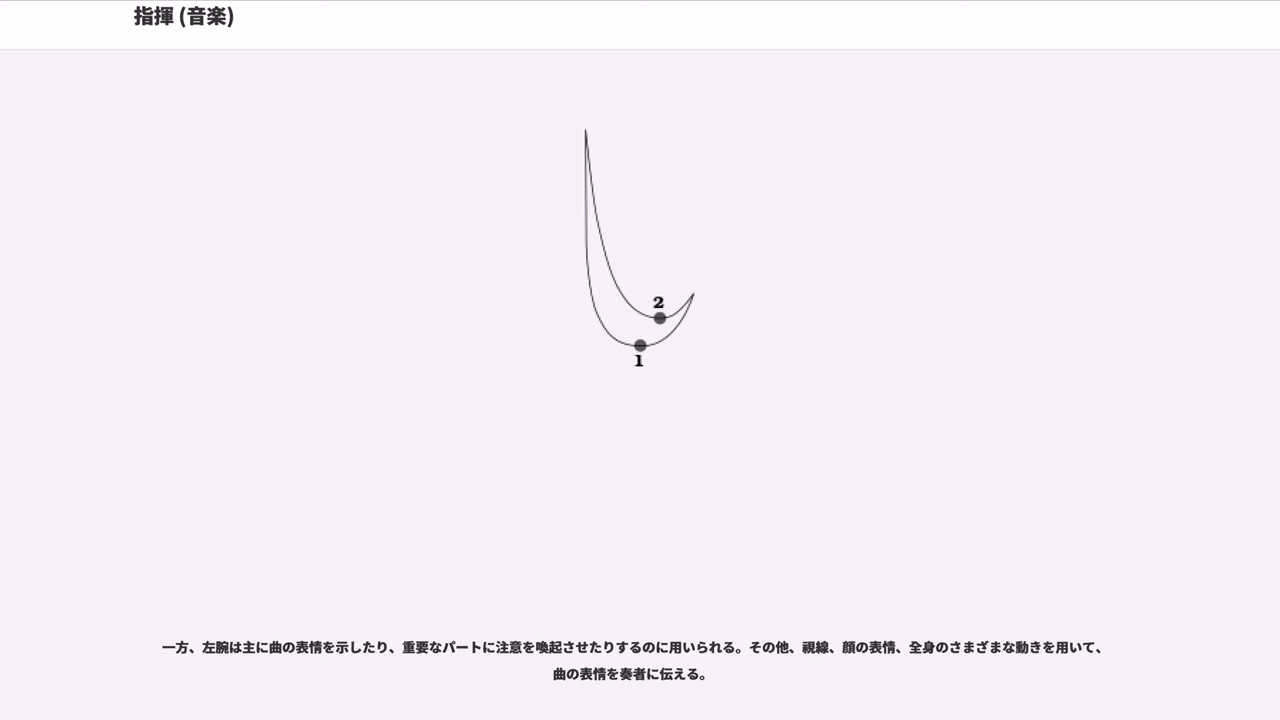 指揮 (音楽)
2
1
一方、左腕は主に曲の表情を示したり、重要なパートに注意を喚起させたりするのに用いられる。その他、視線、顔の表情、全身のさまざまな動きを用いて、
曲の表情を奏者に伝える。